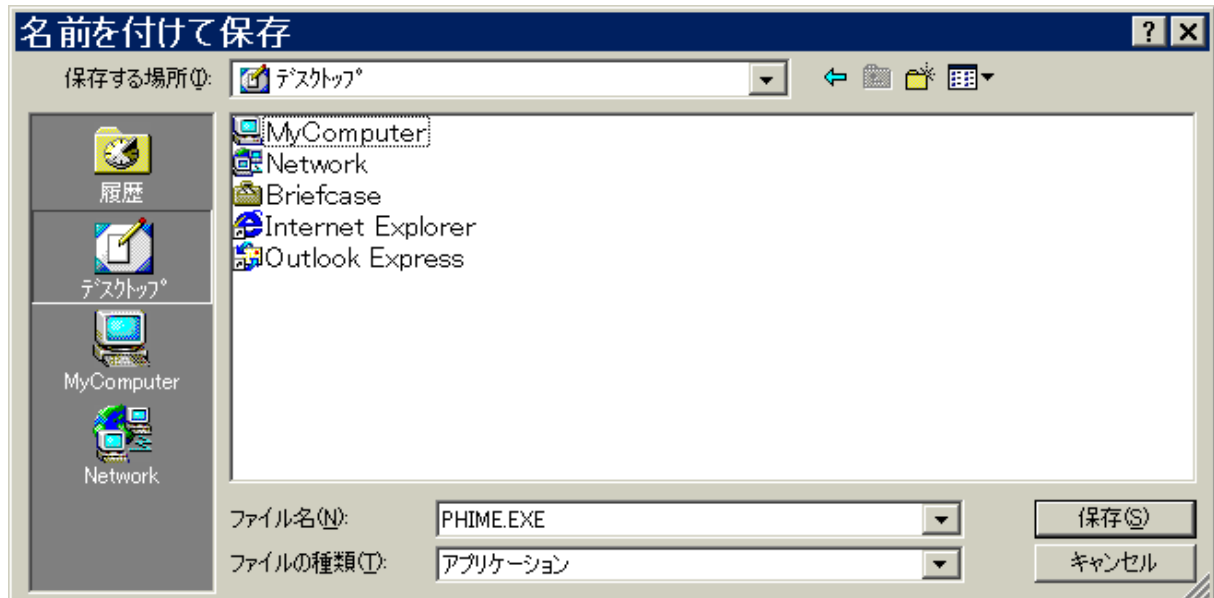 名前を付けて保存
保存する場所(I):
ﾃﾞｽｸﾄｯﾌﾟ
履歴
ﾃﾞｽｸﾄｯﾌﾟ
MyComputer
Network
MyComputer
Network
Briefcase
Internet Explorer
Outlook Express
ファイル名(N):
PHIME.EXE
保存(S)
ファイルの種類(T):
アプリケーション
キャンセル